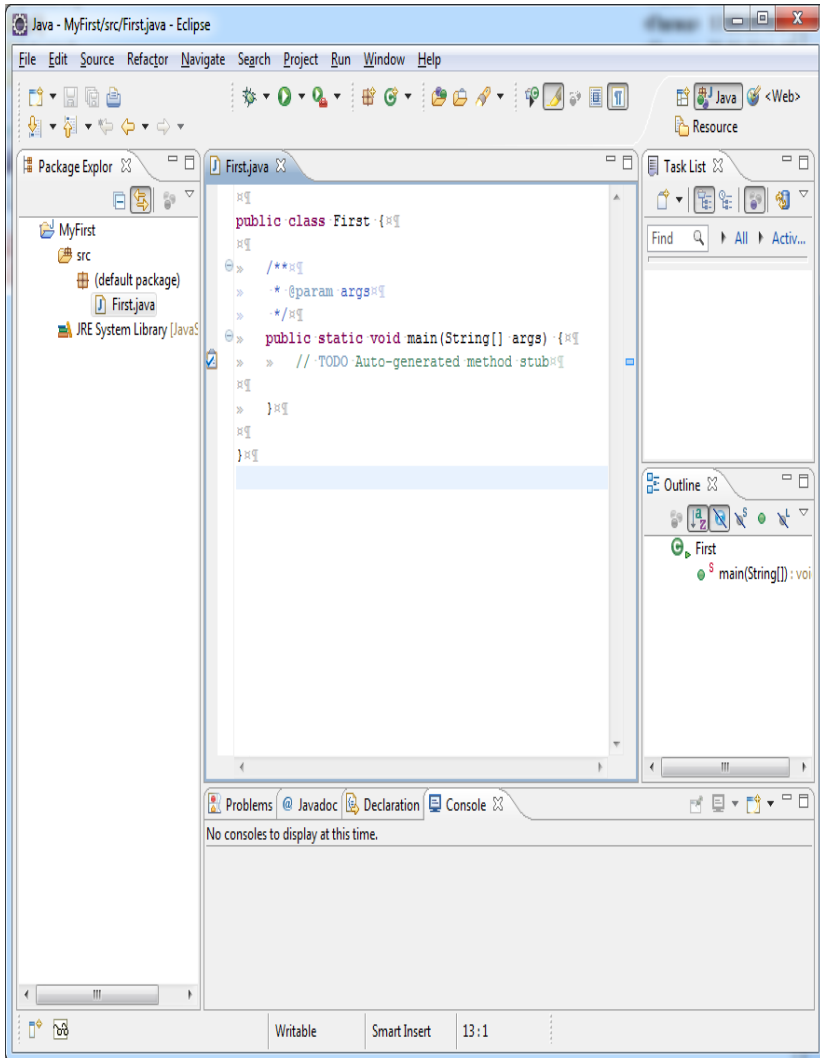 Java - MyFirst/src/First.java - Eclipse
File Edit Source Refactor Navigate Search Project Run Window Help
Java <Web>
Resource
Package Explor
MyFirst
src
(default package)
First.java
JRE System Library [JavaS
First.java
¤¶
public·class·First·{¤¶
¤¶
» /**¤¶
» ·*·@param·args¤¶
» ·*/¤¶
» public·static·void·main(String[]·args)·{¤¶
» » //·TODO·Auto-generated·method·stub¤¶
¤¶
» }¤¶
¤¶
}¤¶
Task List
Find All Activ...
Outline
First
S main(String[]) : voi
Problems @ Javadoc Declaration Console
No consoles to display at this time.
Writable Smart Insert 13 : 1